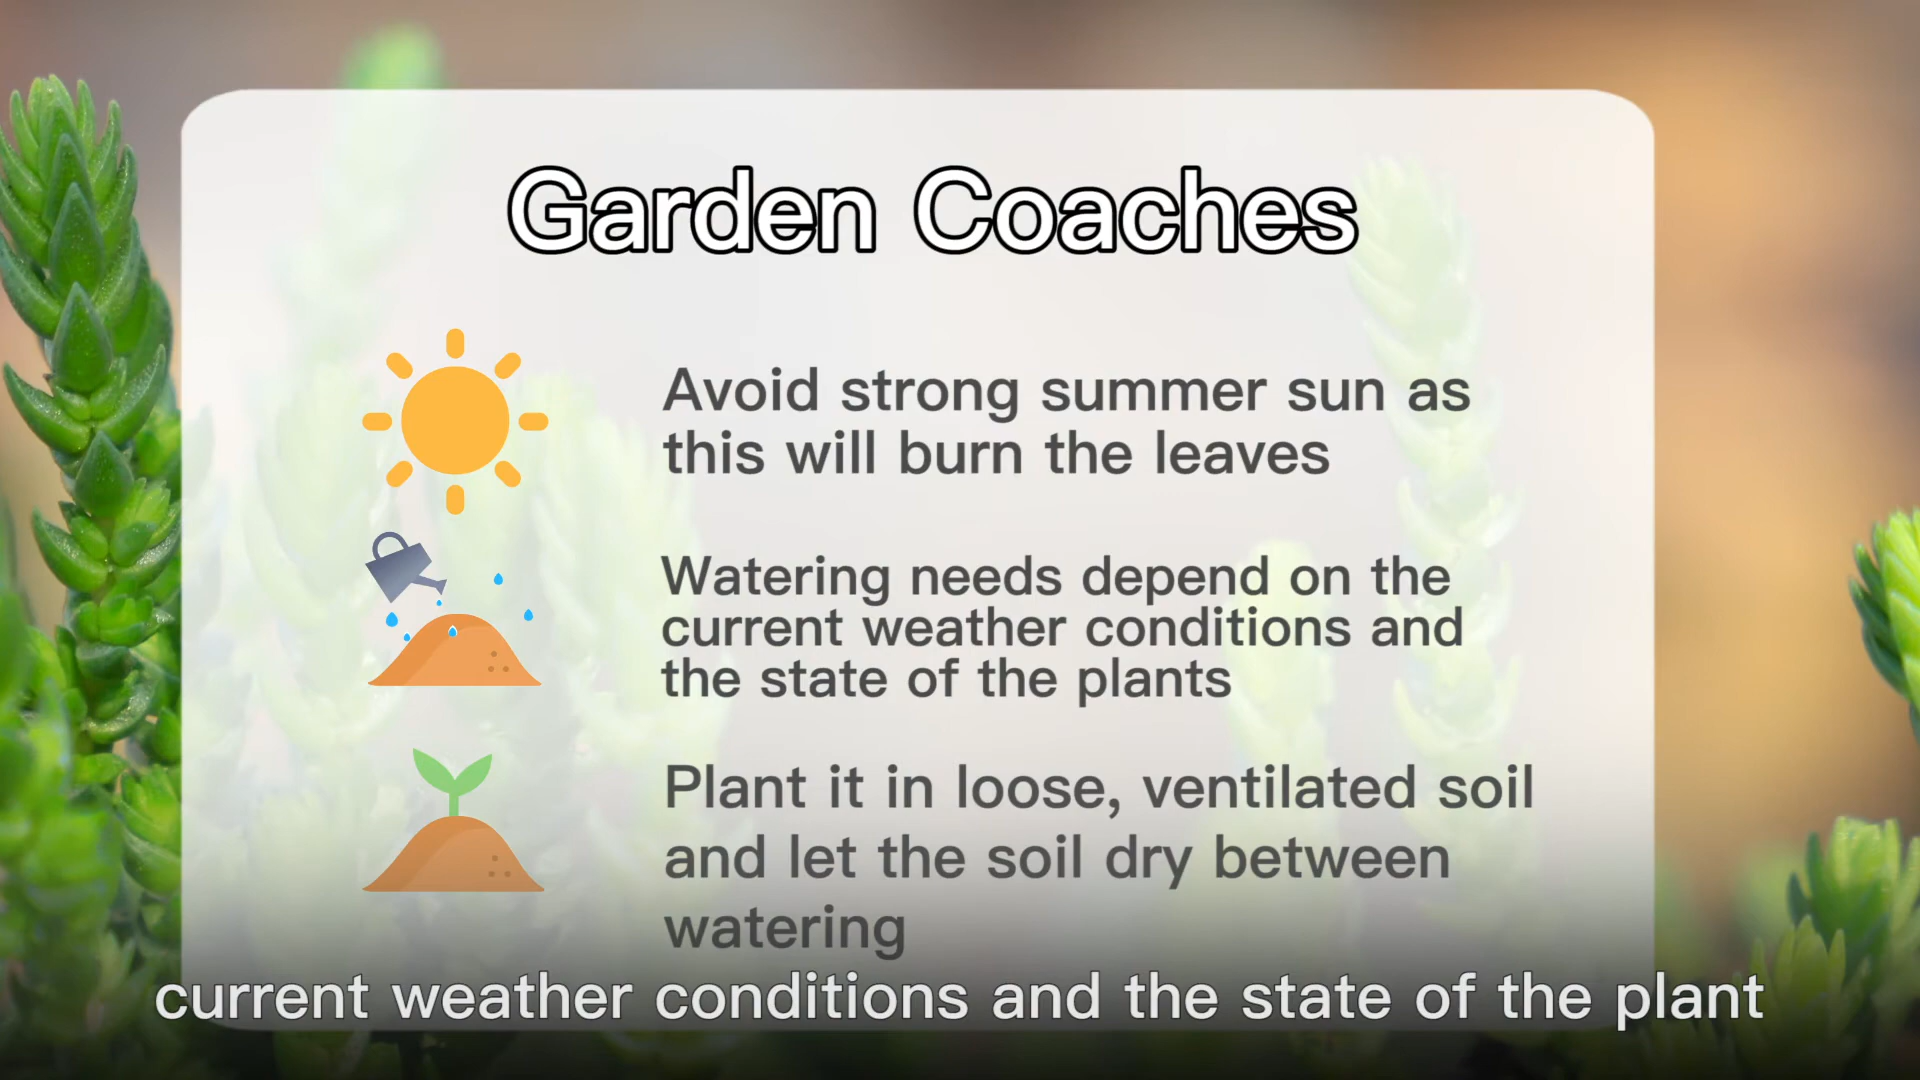 Garden Coaches
Avoid strong summer sun as
this will burn the leaves
Watering needs depend on the
current weather conditions and
the state of the plants
Plant it in loose, ventilated soil
and let the soil dry between
watering
current weather conditions and the state of the plant